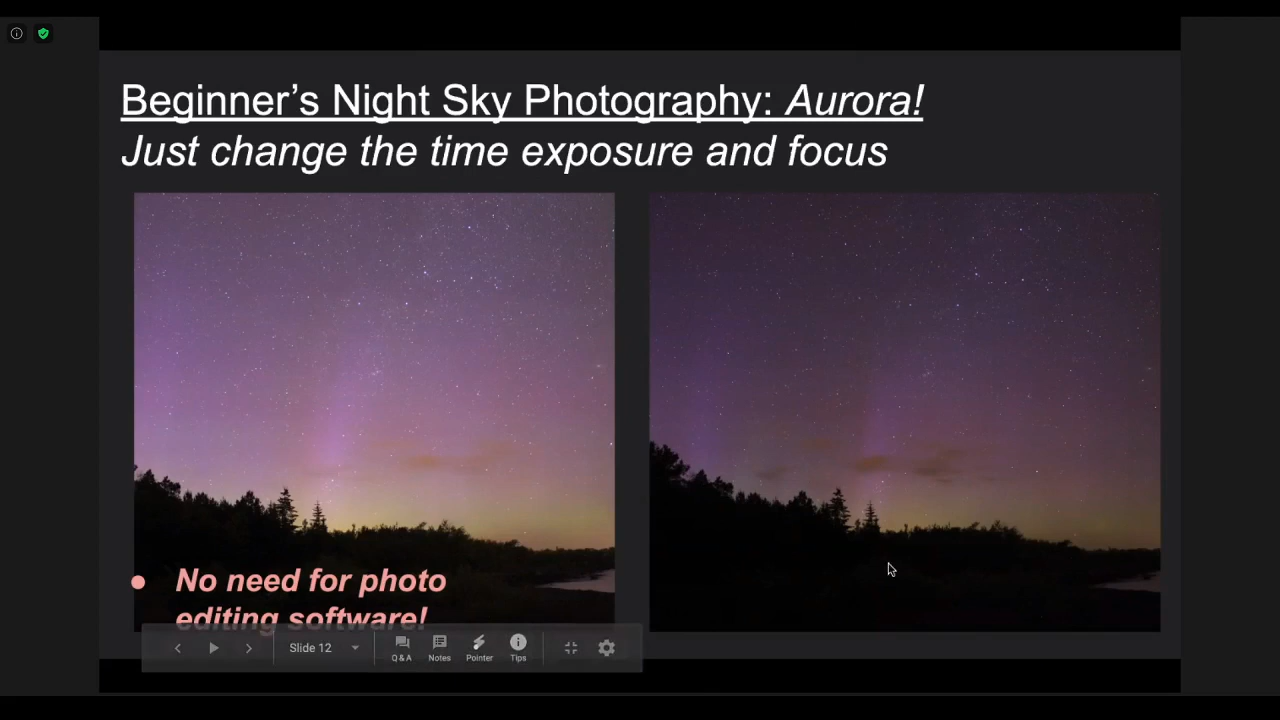 Beginner’s Night Sky Photography: Aurora!
Just change the time exposure and focus
● No need for photo
editing software!
Slide 12
Q & A
Notes
Pointer
Tips